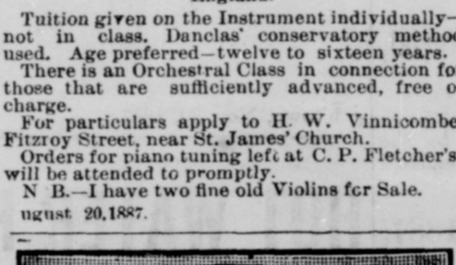 Tuition given on the Instrument individually—
not in class. Danclas' conservatory metho
used. Age preferred—twelve to sixteen years.
There is an Orchestral Class in connection fo
those that are sufficiently advanced, free o
charge.
For particulars apply to H. W. Vinnicombe
Fitzroy Street, near St. James' Church.
Orders for piano tuning left at C. P. Fletcher's
will be attended to promptly.
N B.—I have two fine old Violins for Sale.
ugust 20, 1887.